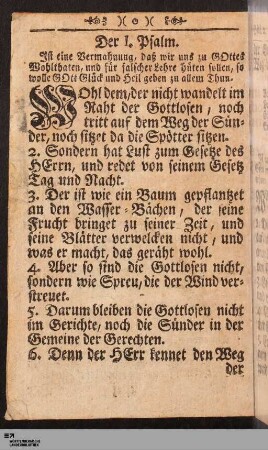 Der I. Psalm.
Ist eine Vermahnung, daß wir uns zu GOttes
Wohlthaten, und für falscher Lehre hüten sollen, so
wolle GOtt Glück und Heil geben zu allem Thun.
WOhl dem, der nicht wandelt im
Raht der Gottlosen, noch
tritt auf dem Weg der Sün-
der, noch sitzet da die Spötter sitzen.
2. Sondern hat Lust zum Gesetze des
HErrn, und redet von seinem Gesetz
Tag und Nacht.
3. Der ist wie ein Baum gepflantzet
an den Wasser-Bächen, der seine
Frucht bringet zu seiner Zeit, und
seine Blätter verwelcken nicht, und
was er macht, das geräht wohl.
4. Aber so sind die Gottlosen nicht,
sondern wie Spreu, die der Wind ver-
streuet.
5. Darum bleiben die Gottlosen nicht
im Gerichte, noch die Sünder in der
Gemeine der Gerechten.
6. Denn der HErr kennet den Weg
der